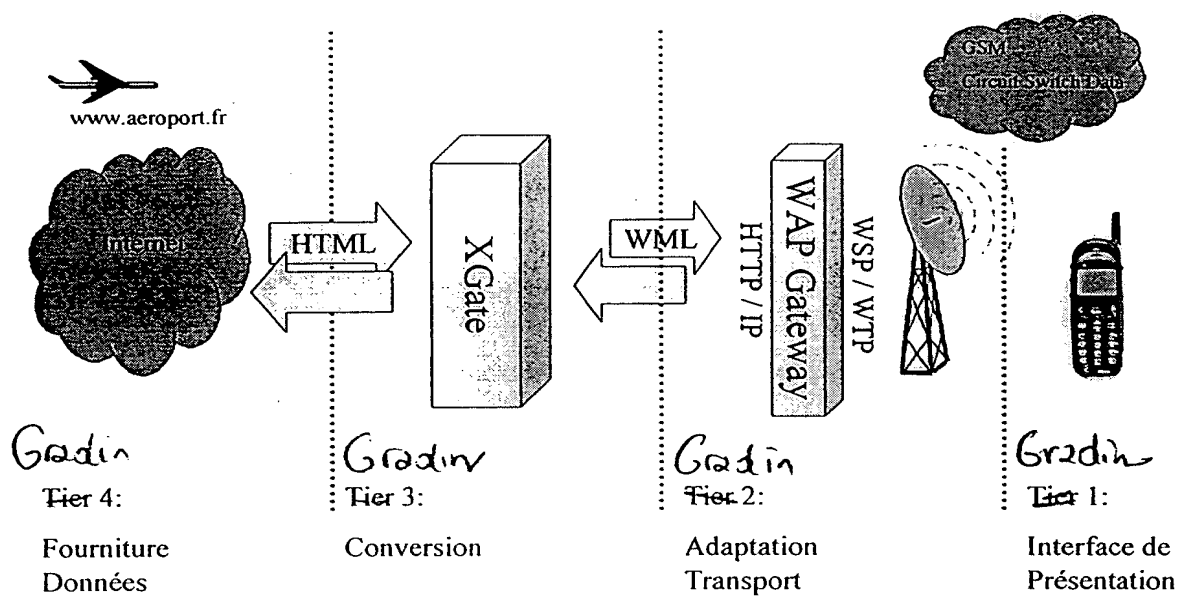 GSM
Circuit Switch Data
www.aeroport.fr
Internet
HTML
XGate
WML
HTTP / IP
WAP Gateway
WSP / WTP
Gradin
Tier 4:
Fourniture
Données
Gradin
Tier 3:
Conversion
Gradin
Tier 2:
Adaptation
Transport
Gradin
Tier 1:
Interface de
Présentation